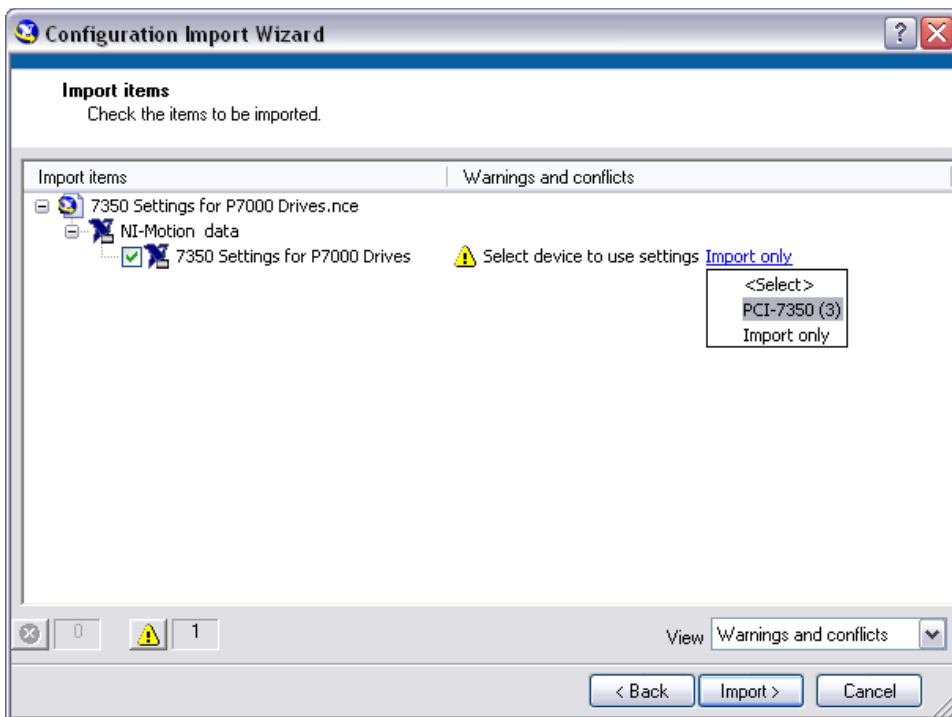 Configuration Import Wizard
Import items
Check the items to be imported.
Import items Warnings and conflicts
7350 Settings for P7000 Drives.nce
NI-Motion data
7350 Settings for P7000 Drives Select device to use settings Import only
<Select>
PCI-7350 (3)
Import only
0 1 View Warnings and conflicts
< Back Import > Cancel